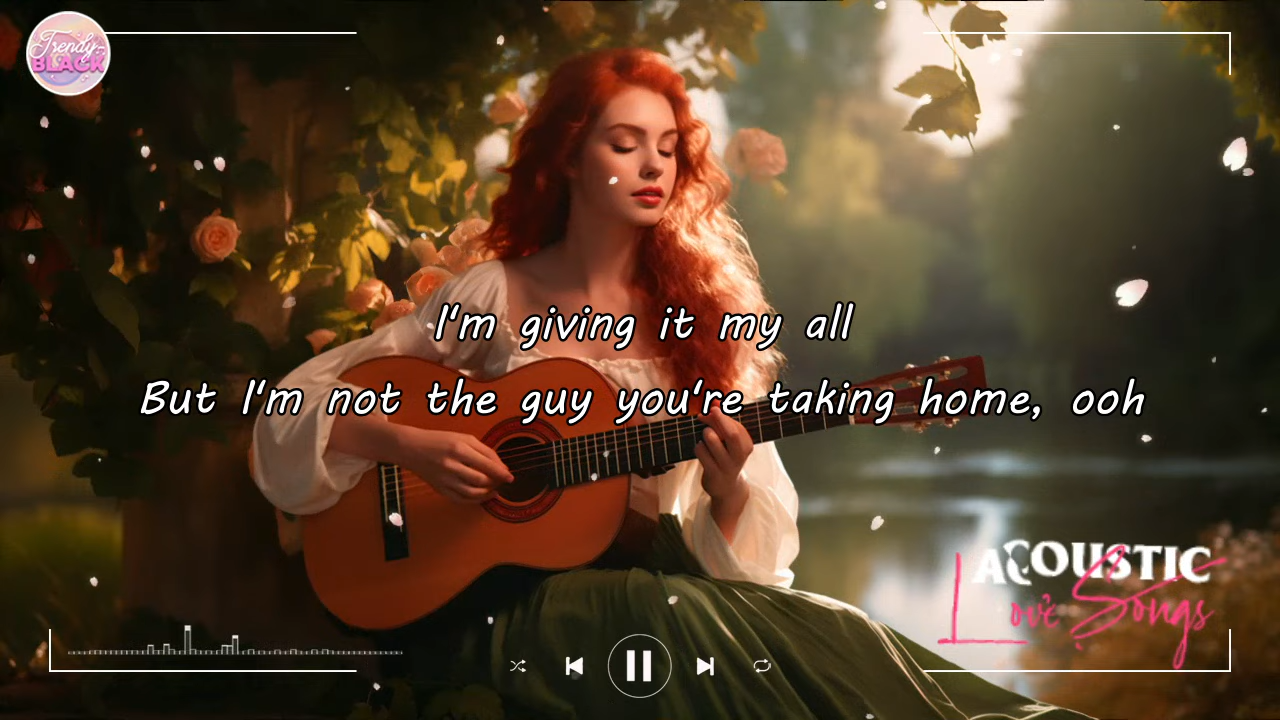 Trendy
BLACK
I'm giving it my all
But I'm not the guy you're taking home, ooh
ACOUSTIC
Love Songs